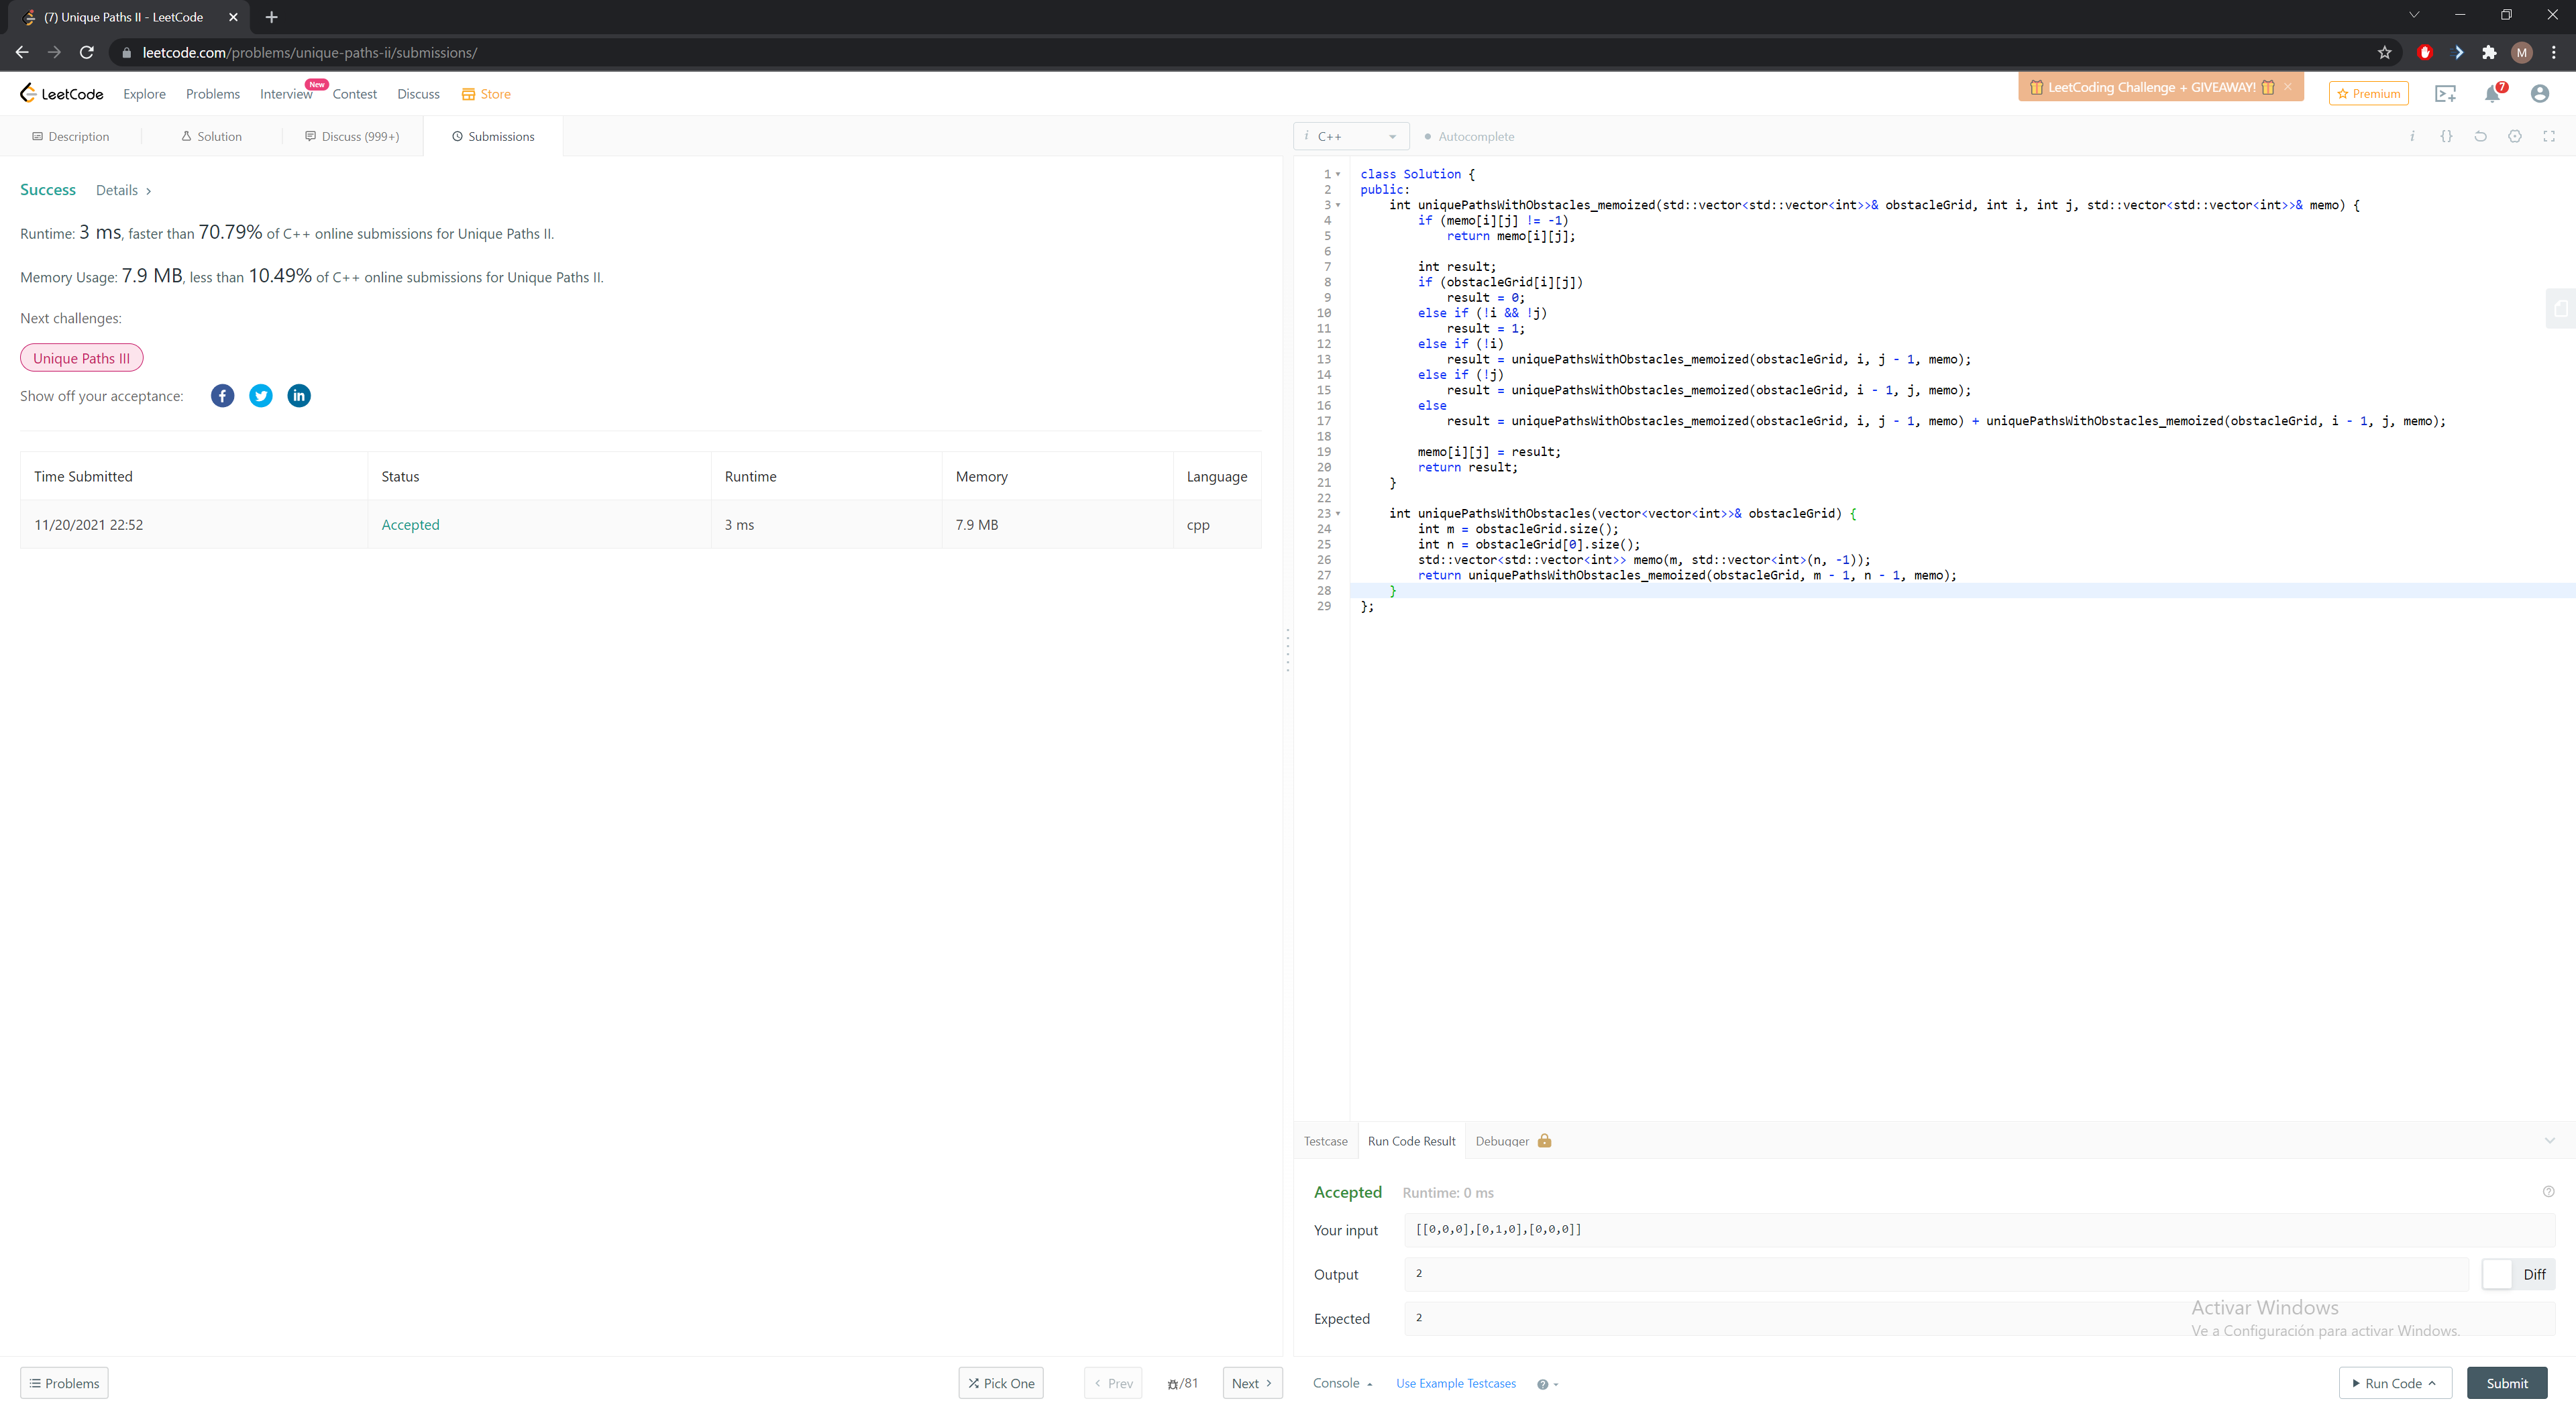 (7) Unique Paths II - LeetCode
leetcode.com/problems/unique-paths-ii/submissions/
M
LeetCode Explore Problems Interview New Contest Discuss Store
LeetCoding Challenge + GIVEAWAY! ×
Premium
7
Description
Solution
Discuss (999+)
Submissions
Success Details >
Runtime: 3 ms, faster than 70.79% of C++ online submissions for Unique Paths II.
Memory Usage: 7.9 MB, less than 10.49% of C++ online submissions for Unique Paths II.
Next challenges:
Unique Paths III
Show off your acceptance:
Time Submitted Status Runtime Memory Language
11/20/2021 22:52 Accepted 3 ms 7.9 MB cpp
Problems
Pick One
< Prev
/81
Next >
i C++
Autocomplete
i {}
1 class Solution {
2 public:
3 int uniquePathsWithObstacles_memoized(std::vector<std::vector<int>>& obstacleGrid, int i, int j, std::vector<std::vector<int>>& memo) {
4 if (memo[i][j] != -1)
5 return memo[i][j];
6
7 int result;
8 if (obstacleGrid[i][j])
9 result = 0;
10 else if (!i && !j)
11 result = 1;
12 else if (!i)
13 result = uniquePathsWithObstacles_memoized(obstacleGrid, i, j - 1, memo);
14 else if (!j)
15 result = uniquePathsWithObstacles_memoized(obstacleGrid, i - 1, j, memo);
16 else
17 result = uniquePathsWithObstacles_memoized(obstacleGrid, i, j - 1, memo) + uniquePathsWithObstacles_memoized(obstacleGrid, i - 1, j, memo);
18
19 memo[i][j] = result;
20 return result;
21 }
22
23 int uniquePathsWithObstacles(vector<vector<int>>& obstacleGrid) {
24 int m = obstacleGrid.size();
25 int n = obstacleGrid[0].size();
26 std::vector<std::vector<int>> memo(m, std::vector<int>(n, -1));
27 return uniquePathsWithObstacles_memoized(obstacleGrid, m - 1, n - 1, memo);
28 }
29 };
Testcase
Run Code Result
Debugger
Accepted Runtime: 0 ms
Your input [[0,0,0],[0,1,0],[0,0,0]]
Output 2
Diff
Expected 2
Activar Windows
Ve a Configuración para activar Windows.
Console
Use Example Testcases
Run Code
Submit